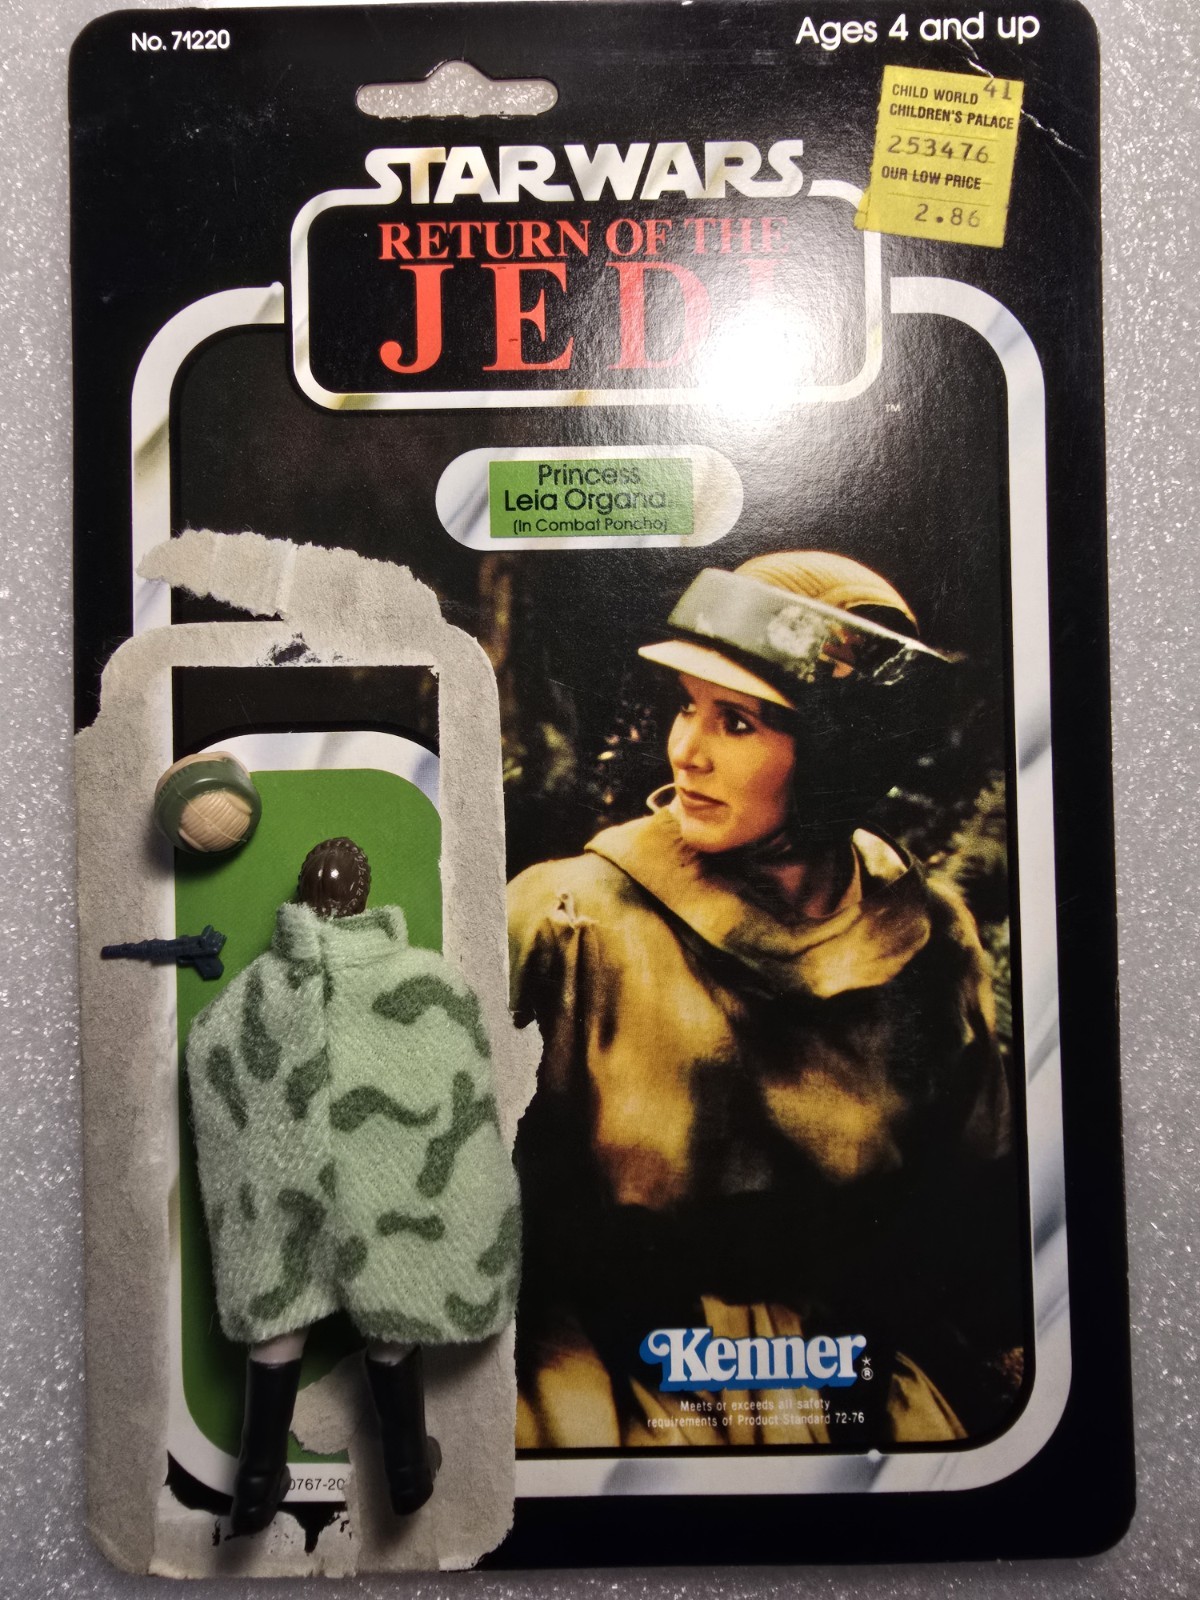 No. 71220
Ages 4 and up
CHILD WORLD 41
CHILDREN'S PALACE
253476
OUR LOW PRICE
2.86
STAR WARS
RETURN OF THE
JEDI
TM
Princess
Leia Organa
(In Combat Poncho)
Kenner®
Meets or exceeds all safety
requirements of Product Standard 72-76
0767-20